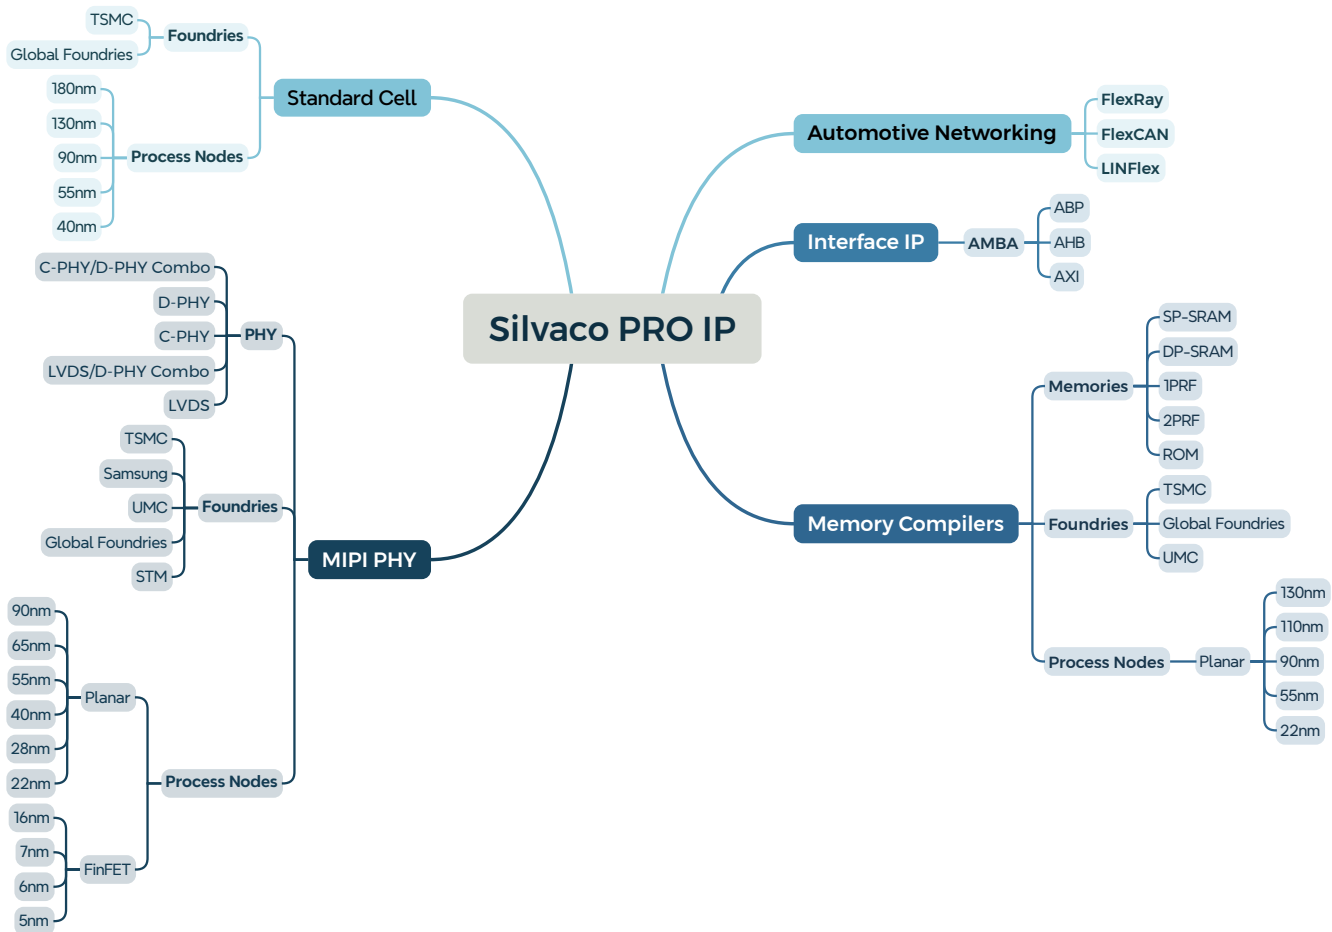 Silvaco PRO IP
Standard Cell
Foundries
TSMC
Global Foundries
Process Nodes
180nm
130nm
90nm
55nm
40nm
MIPI PHY
PHY
C-PHY/D-PHY Combo
D-PHY
C-PHY
LVDS/D-PHY Combo
LVDS
Foundries
TSMC
Samsung
UMC
Global Foundries
STM
Process Nodes
Planar
90nm
65nm
55nm
40nm
28nm
22nm
FinFET
16nm
7nm
6nm
5nm
Automotive Networking
FlexRay
FlexCAN
LINFlex
Interface IP
AMBA
ABP
AHB
AXI
Memory Compilers
Memories
SP-SRAM
DP-SRAM
1PRF
2PRF
ROM
Foundries
TSMC
Global Foundries
UMC
Process Nodes
Planar
130nm
110nm
90nm
55nm
22nm